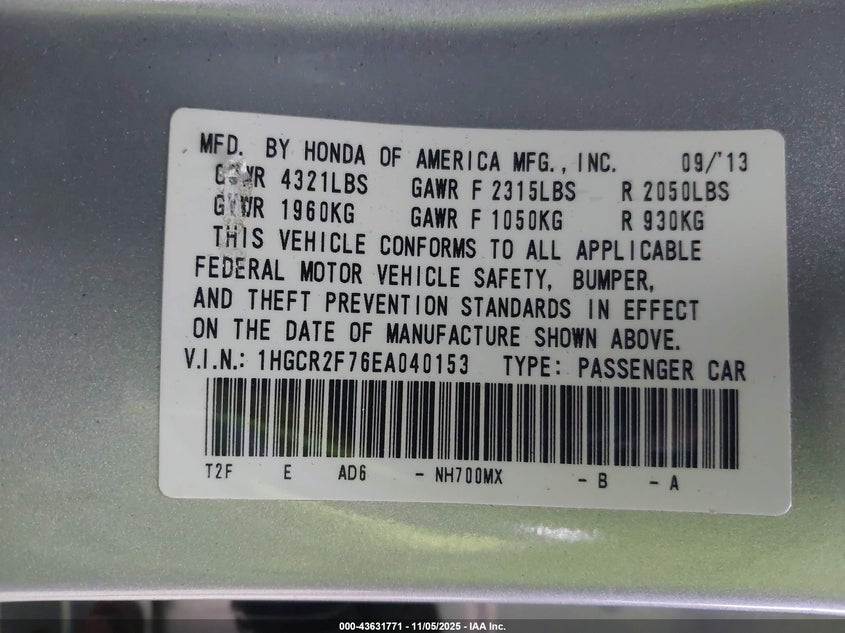 MFD. BY HONDA OF AMERICA MFG., INC. 09/'13
GVWR 4321LBS GAWR F 2315LBS R 2050LBS
GVWR 1960KG GAWR F 1050KG R 930KG
THIS VEHICLE CONFORMS TO ALL APPLICABLE
FEDERAL MOTOR VEHICLE SAFETY, BUMPER,
AND THEFT PREVENTION STANDARDS IN EFFECT
ON THE DATE OF MANUFACTURE SHOWN ABOVE.
V.I.N.: 1HGCR2F76EA040153 TYPE: PASSENGER CAR
T2F E AD6 - NH700MX - B - A
000-43631771 - 11/05/2025 - IAA Inc.